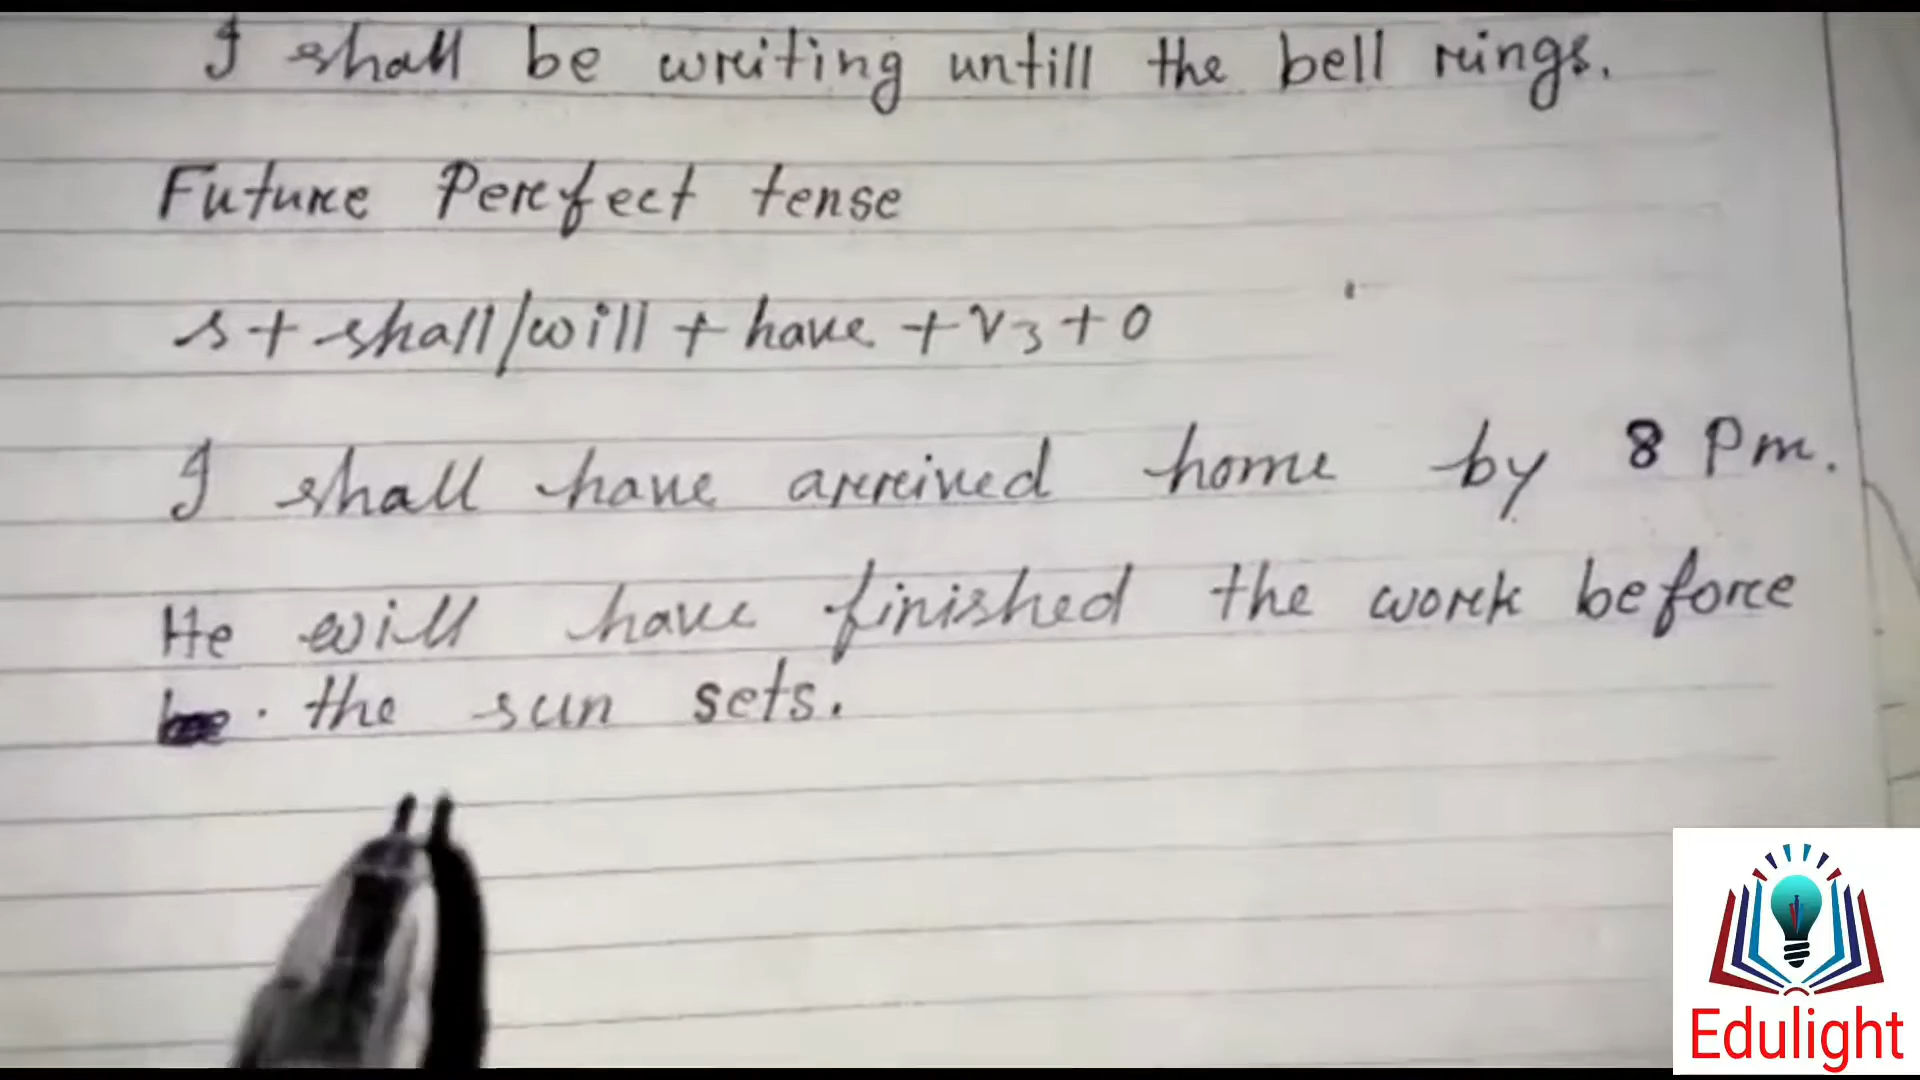 I shall be writing untill the bell rings.
Future Perfect tense
s + shall/will + have + v3 + o
I shall have arrived home by 8 Pm.
He will have finished the work before
the sun sets.
Edulight